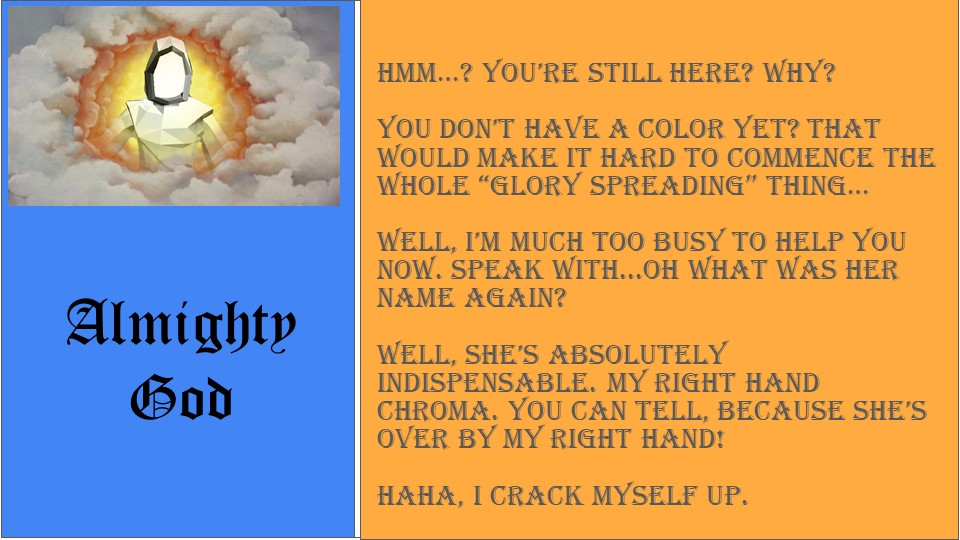 Almighty
God
HMM...? YOU'RE STILL HERE? WHY?
YOU DON'T HAVE A COLOR YET? THAT
WOULD MAKE IT HARD TO COMMENCE THE
WHOLE “GLORY SPREADING” THING...
WELL, I'M MUCH TOO BUSY TO HELP YOU
NOW. SPEAK WITH...OH WHAT WAS HER
NAME AGAIN?
WELL, SHE'S ABSOLUTELY
INDISPENSABLE. MY RIGHT HAND
CHROMA. YOU CAN TELL, BECAUSE SHE'S
OVER BY MY RIGHT HAND!
HAHA, I CRACK MYSELF UP.